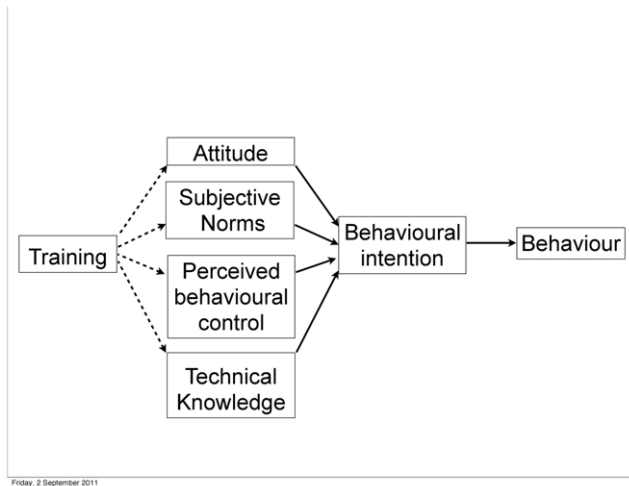 Attitude
Subjective
Norms
Training
Perceived
behavioural
control
Technical
Knowledge
Behavioural
intention
Behaviour
Friday, 2 September 2011